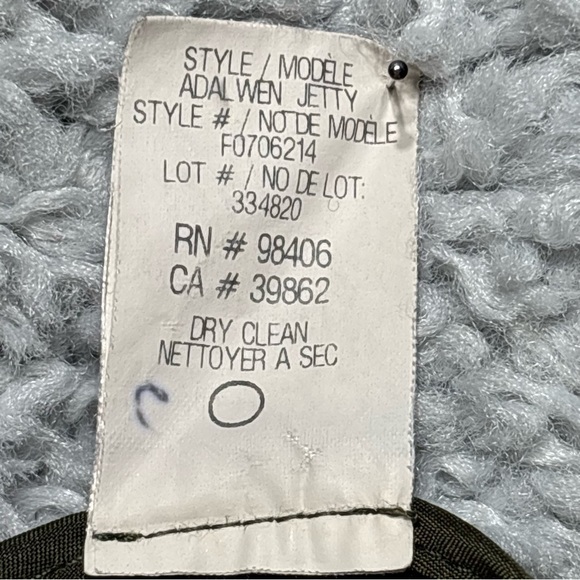 STYLE / MODÈLE
ADALWEN JETTY
STYLE # / NO DE MODÈLE
F0706214
LOT # / NO DE LOT:
334820
RN # 98406
CA # 39862
DRY CLEAN
NETTOYER A SEC
C